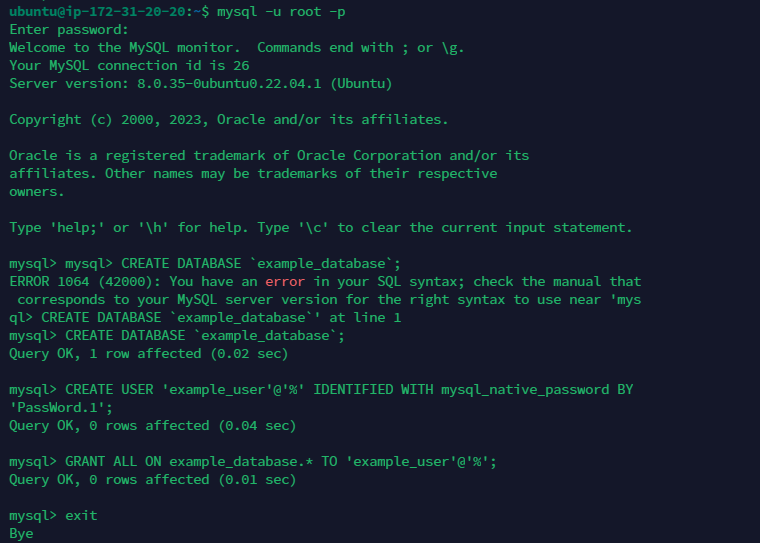 ubuntu@ip-172-31-20-20:~$ mysql -u root -p
Enter password:
Welcome to the MySQL monitor.  Commands end with ; or \g.
Your MySQL connection id is 26
Server version: 8.0.35-0ubuntu0.22.04.1 (Ubuntu)
Copyright (c) 2000, 2023, Oracle and/or its affiliates.
Oracle is a registered trademark of Oracle Corporation and/or its
affiliates. Other names may be trademarks of their respective
owners.
Type 'help;' or '\h' for help. Type '\c' to clear the current input statement.
mysql> mysql> CREATE DATABASE `example_database`;
ERROR 1064 (42000): You have an error in your SQL syntax; check the manual that
 corresponds to your MySQL server version for the right syntax to use near 'mys
ql> CREATE DATABASE `example_database`' at line 1
mysql> CREATE DATABASE `example_database`;
Query OK, 1 row affected (0.02 sec)
mysql> CREATE USER 'example_user'@'%' IDENTIFIED WITH mysql_native_password BY
'PassWord.1';
Query OK, 0 rows affected (0.04 sec)
mysql> GRANT ALL ON example_database.* TO 'example_user'@'%';
Query OK, 0 rows affected (0.01 sec)
mysql> exit
Bye